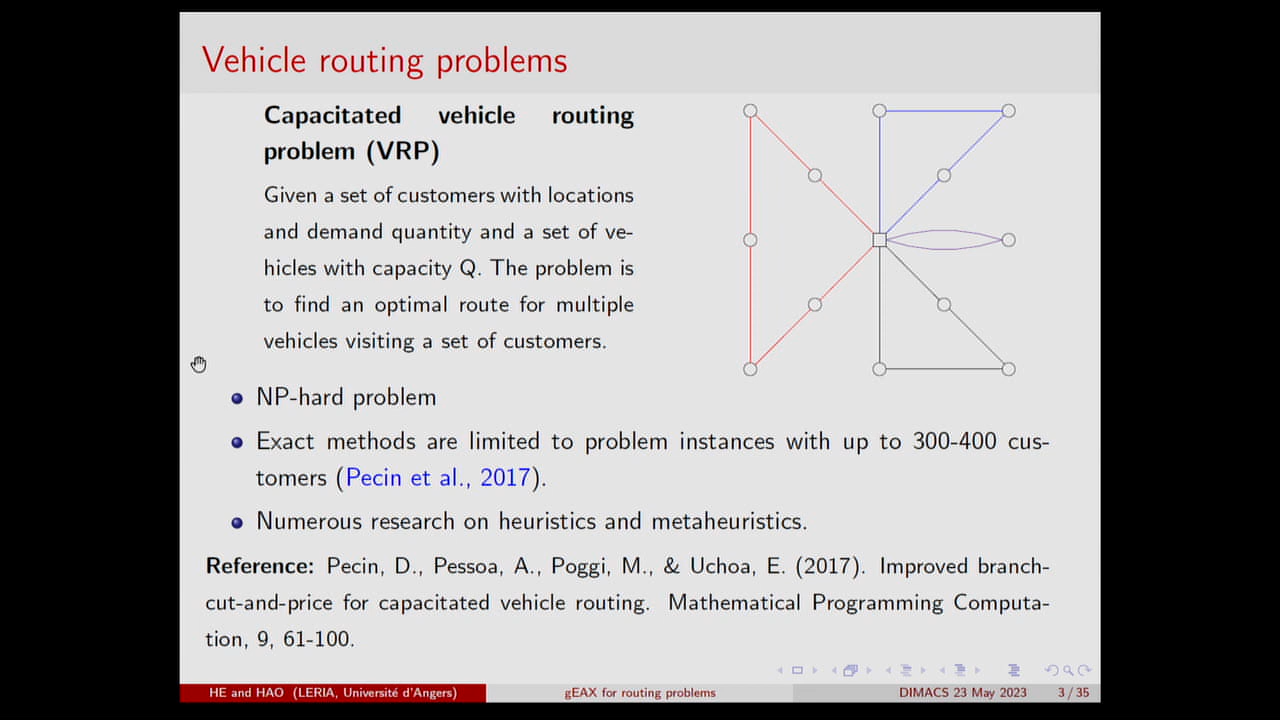 Vehicle routing problems
Capacitated vehicle routing
problem (VRP)
Given a set of customers with locations
and demand quantity and a set of ve-
hicles with capacity Q. The problem is
to find an optimal route for multiple
vehicles visiting a set of customers.
NP-hard problem
Exact methods are limited to problem instances with up to 300-400 cus-
tomers (Pecin et al., 2017).
Numerous research on heuristics and metaheuristics.
Reference: Pecin, D., Pessoa, A., Poggi, M., & Uchoa, E. (2017). Improved branch-
cut-and-price for capacitated vehicle routing. Mathematical Programming Computa-
tion, 9, 61-100.
HE and HAO (LERIA, Université d'Angers) gEAX for routing problems DIMACS 23 May 2023 3 / 35